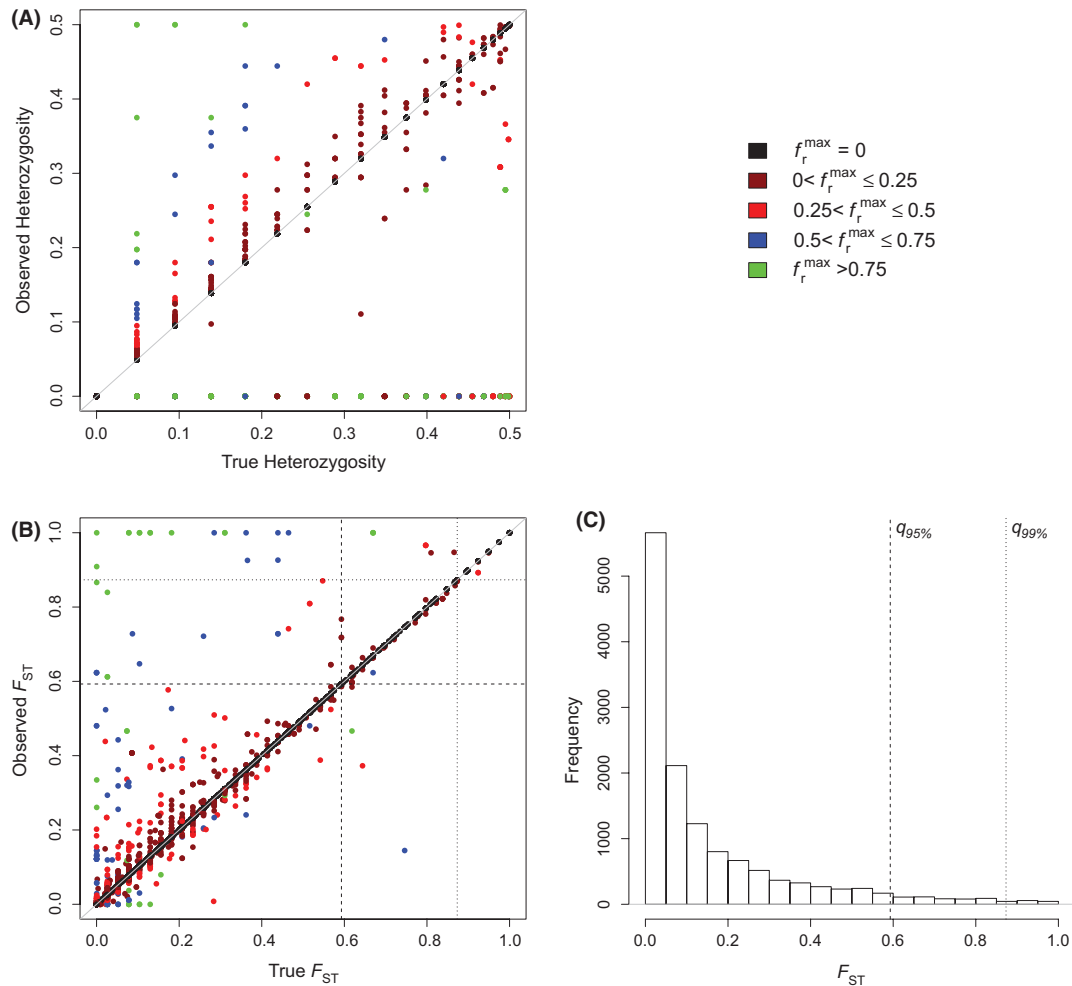 (A)
Observed Heterozygosity
0.0 0.1 0.2 0.3 0.4 0.5
0.0 0.1 0.2 0.3 0.4 0.5
True Heterozygosity
f_r^max = 0
0< f_r^max ≤ 0.25
0.25< f_r^max ≤ 0.5
0.5< f_r^max ≤ 0.75
f_r^max >0.75
(B)
Observed F_ST
0.0 0.2 0.4 0.6 0.8 1.0
0.0 0.2 0.4 0.6 0.8 1.0
True F_ST
(C)
q_95%
q_99%
Frequency
0 1000 2000 3000 4000 5000
0.0 0.2 0.4 0.6 0.8 1.0
F_ST